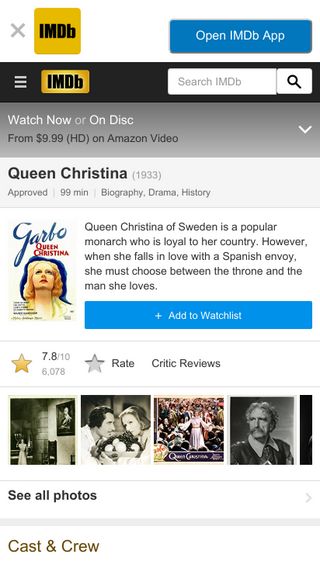 IMDb
Open IMDb App
IMDb
Search IMDb
Watch Now or On Disc
From $9.99 (HD) on Amazon Video
Queen Christina (1933)
Approved | 99 min | Biography, Drama, History
Garbo
QUEEN
CHRISTINA
Queen Christina of Sweden is a popular
monarch who is loyal to her country. However,
when she falls in love with a Spanish envoy,
she must choose between the throne and the
man she loves.
+ Add to Watchlist
7.8/10
6,078
Rate
Critic Reviews
QUEEN CHRISTINA
See all photos
Cast & Crew